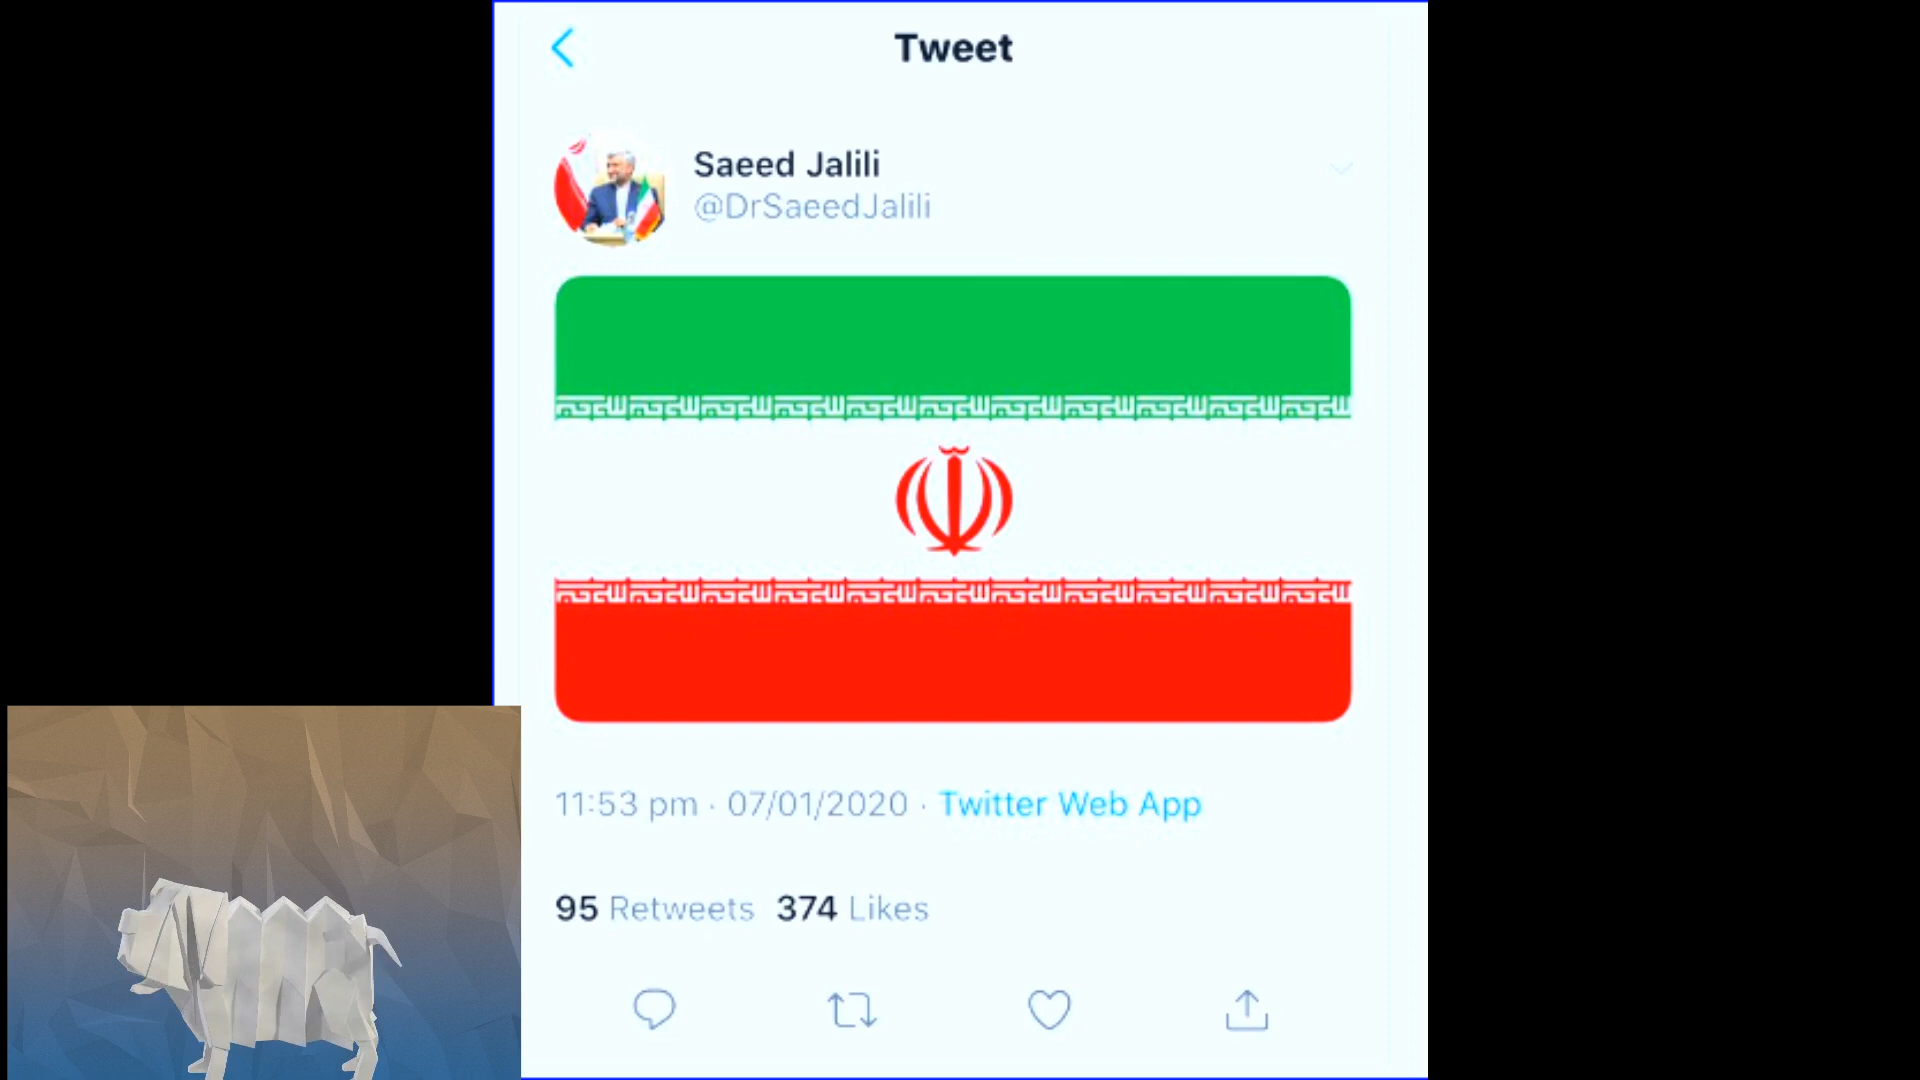 Tweet
Saeed Jalili
@DrSaeedJalili
11:53 pm · 07/01/2020 · Twitter Web App
95 Retweets 374 Likes